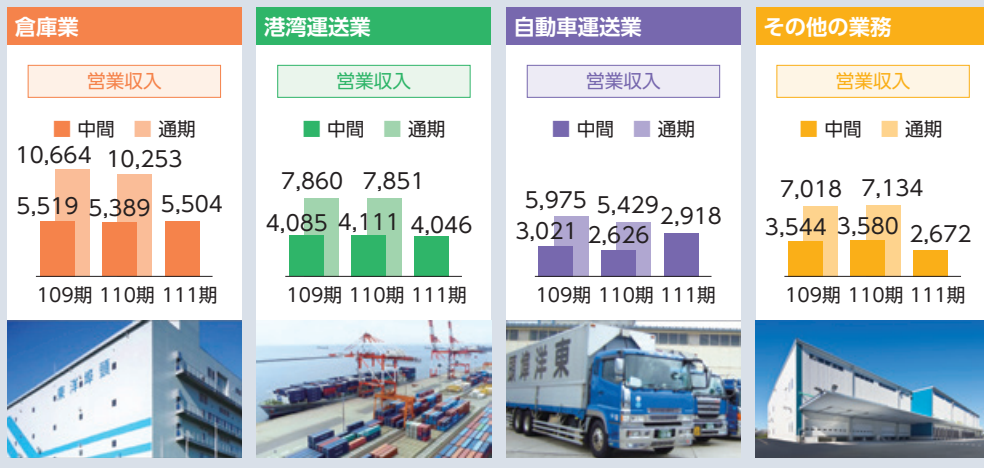 倉庫業
営業収入
中間 通期
10,664 10,253
5,519 5,389 5,504
109期 110期 111期
東洋埠頭
港湾運送業
営業収入
中間 通期
7,860 7,851
4,085 4,111 4,046
109期 110期 111期
自動車運送業
営業収入
中間 通期
5,975 5,429
3,021 2,626 2,918
109期 110期 111期
東洋埠頭
その他の業務
営業収入
中間 通期
7,018 7,134
3,544 3,580 2,672
109期 110期 111期